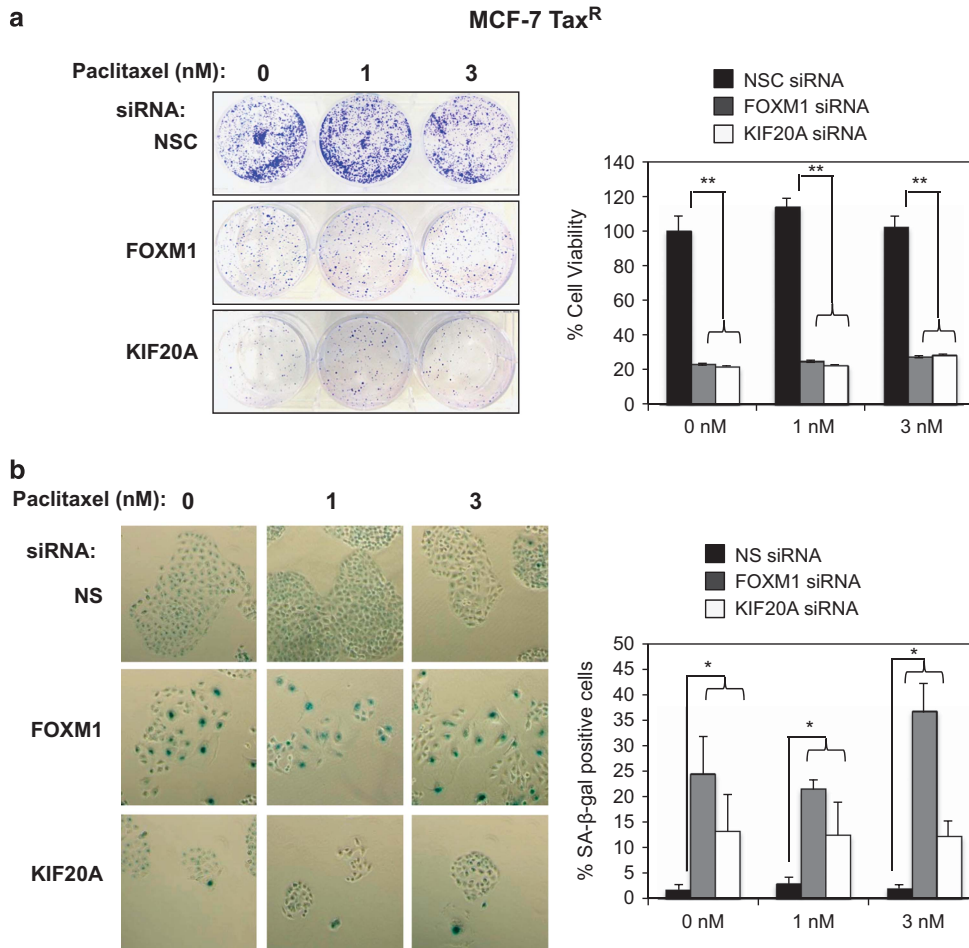 a
MCF-7 Tax^R
Paclitaxel (nM): 0 1 3
siRNA:
NSC
FOXM1
KIF20A
NSC siRNA
FOXM1 siRNA
KIF20A siRNA
% Cell Viability
140
120
100
80
60
40
20
0
** ** **
0 nM 1 nM 3 nM
b
Paclitaxel (nM): 0 1 3
siRNA:
NS
FOXM1
KIF20A
NS siRNA
FOXM1 siRNA
KIF20A siRNA
% SA-β-gal positive cells
50
45
40
35
30
25
20
15
10
5
0
* * *
0 nM 1 nM 3 nM